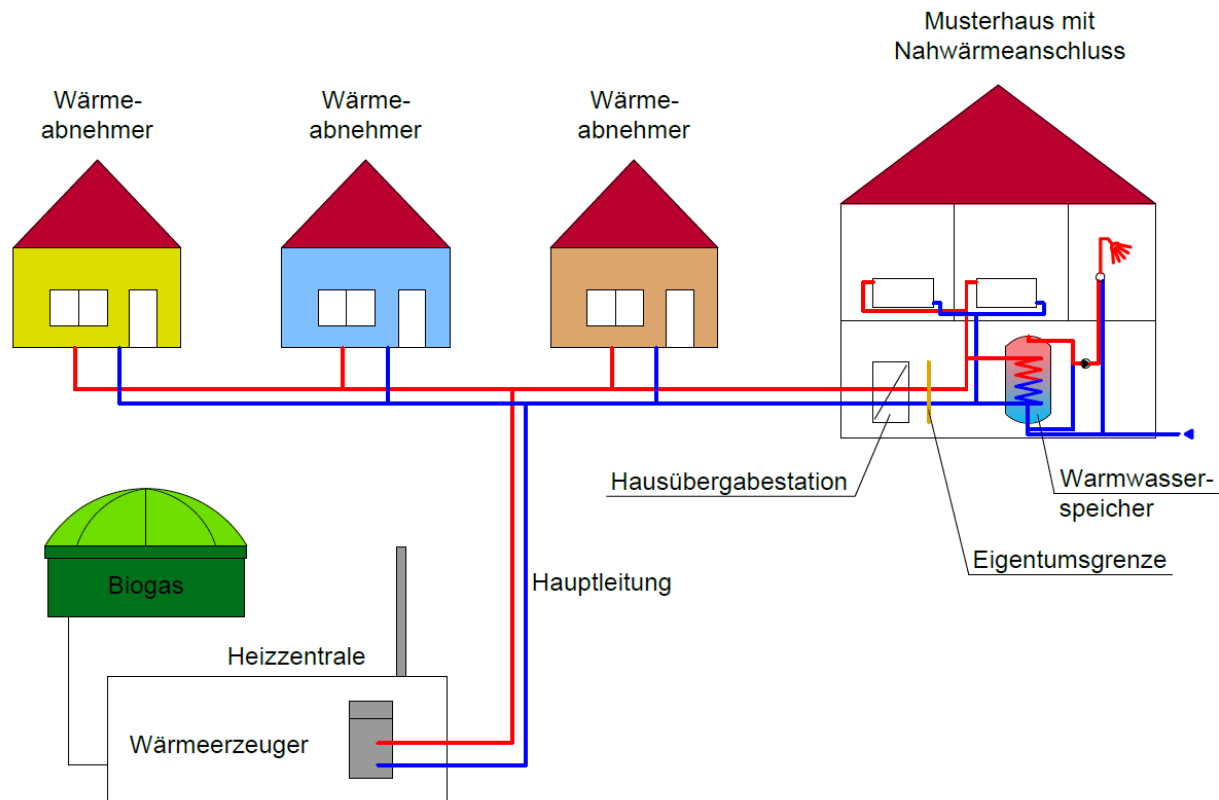 Musterhaus mit
Nahwärmeanschluss
Wärme-
abnehmer
Wärme-
abnehmer
Wärme-
abnehmer
Hausübergabestation
Warmwasser-
speicher
Eigentumsgrenze
Biogas
Hauptleitung
Heizzentrale
Wärmeerzeuger